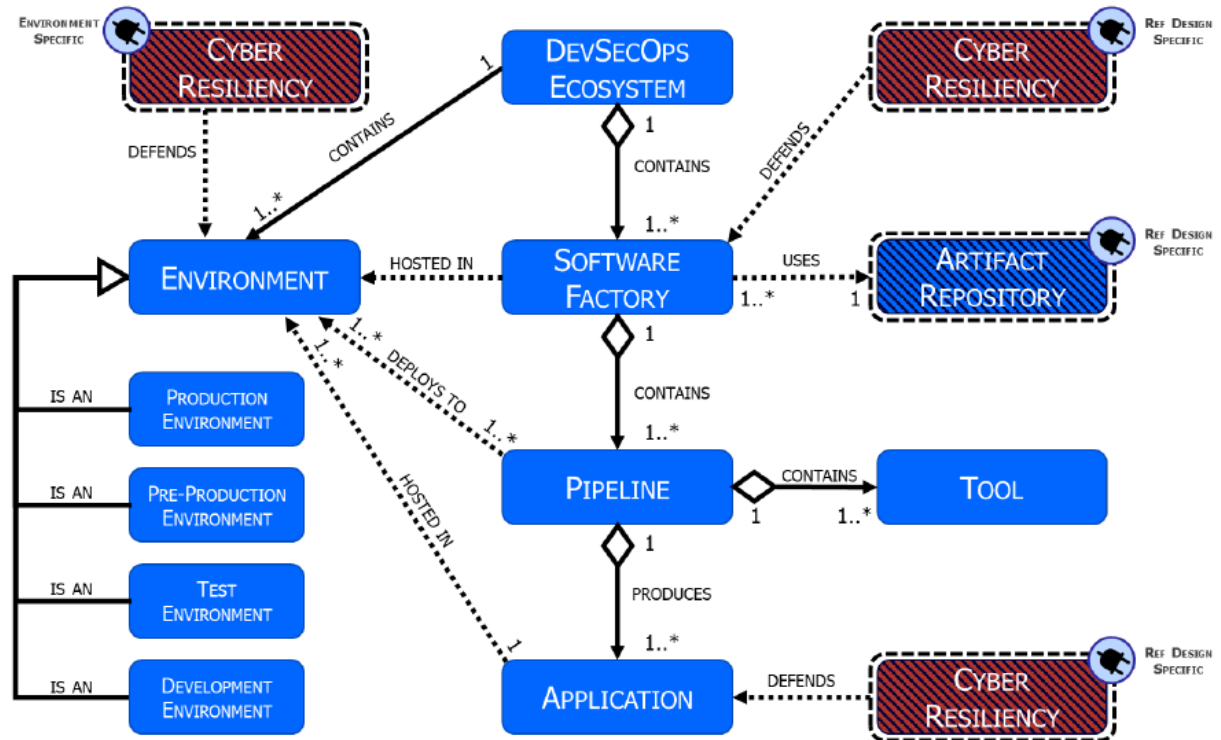 ENVIRONMENT
SPECIFIC
CYBER
RESILIENCY
DEVSECOPS
ECOSYSTEM
CYBER
RESILIENCY
REF DESIGN
SPECIFIC
DEFENDS
1
CONTAINS
1..*
1
CONTAINS
1..*
DEFENDS
ENVIRONMENT
HOSTED IN
SOFTWARE
FACTORY
USES
1..*
1
ARTIFACT
REPOSITORY
REF DESIGN
SPECIFIC
1..*
DEPLOYS TO
1..*
1..*
HOSTED IN
1
1
CONTAINS
1..*
IS AN
PRODUCTION
ENVIRONMENT
IS AN
PRE-PRODUCTION
ENVIRONMENT
PIPELINE
CONTAINS
1
1..*
TOOL
IS AN
TEST
ENVIRONMENT
1
PRODUCES
1..*
IS AN
DEVELOPMENT
ENVIRONMENT
APPLICATION
DEFENDS
CYBER
RESILIENCY
REF DESIGN
SPECIFIC